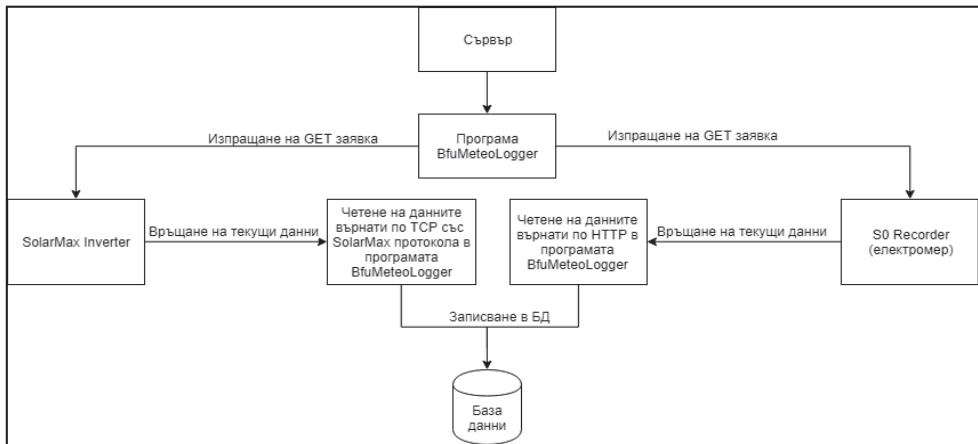 Сървър
Програма
BfuMeteoLogger
Изпращане на GET заявка
Изпращане на GET заявка
SolarMax Inverter
Връщане на текущи данни
Четене на данните
върнати по TCP със
SolarMax протокола в
програмата
BfuMeteoLogger
Четене на данните
върнати по HTTP в
програмата
BfuMeteoLogger
Връщане на текущи данни
S0 Recorder
(електромер)
Записване в БД
База
данни